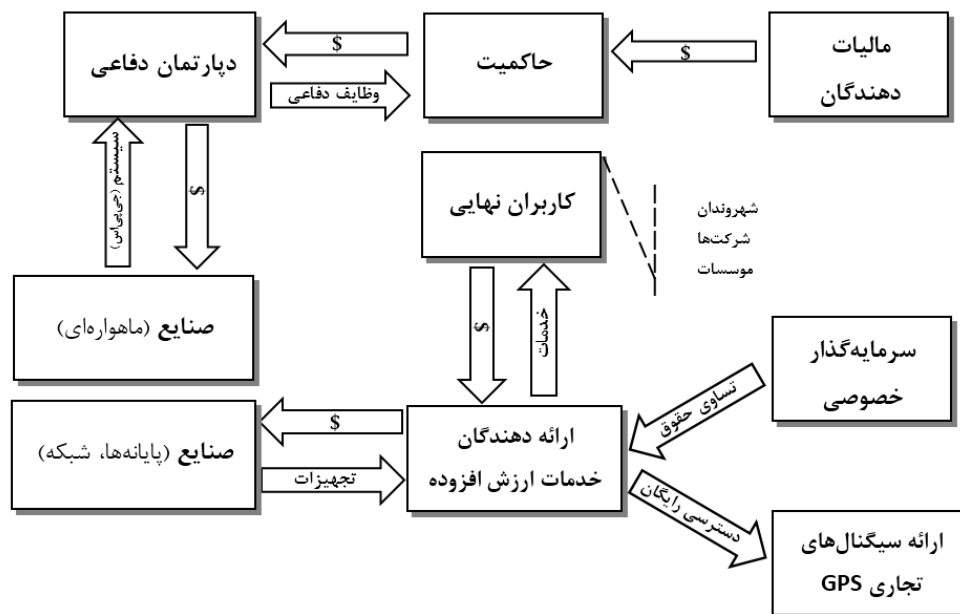 مالیات
دهندگان
$
حاکمیت
$
وظایف دفاعی
دپارتمان دفاعی
سیستم (جی‌پی‌اس)
$
صنایع (ماهواره‌ای)
کاربران نهایی
شهروندان
شرکت‌ها
موسسات
$
خدمات
سرمایه‌گذار
خصوصی
تساوی حقوق
ارائه دهندگان
خدمات ارزش افزوده
$
تجهیزات
صنایع (پایانه‌ها، شبکه)
دسترسی رایگان
ارائه سیگنال‌های
تجاری GPS